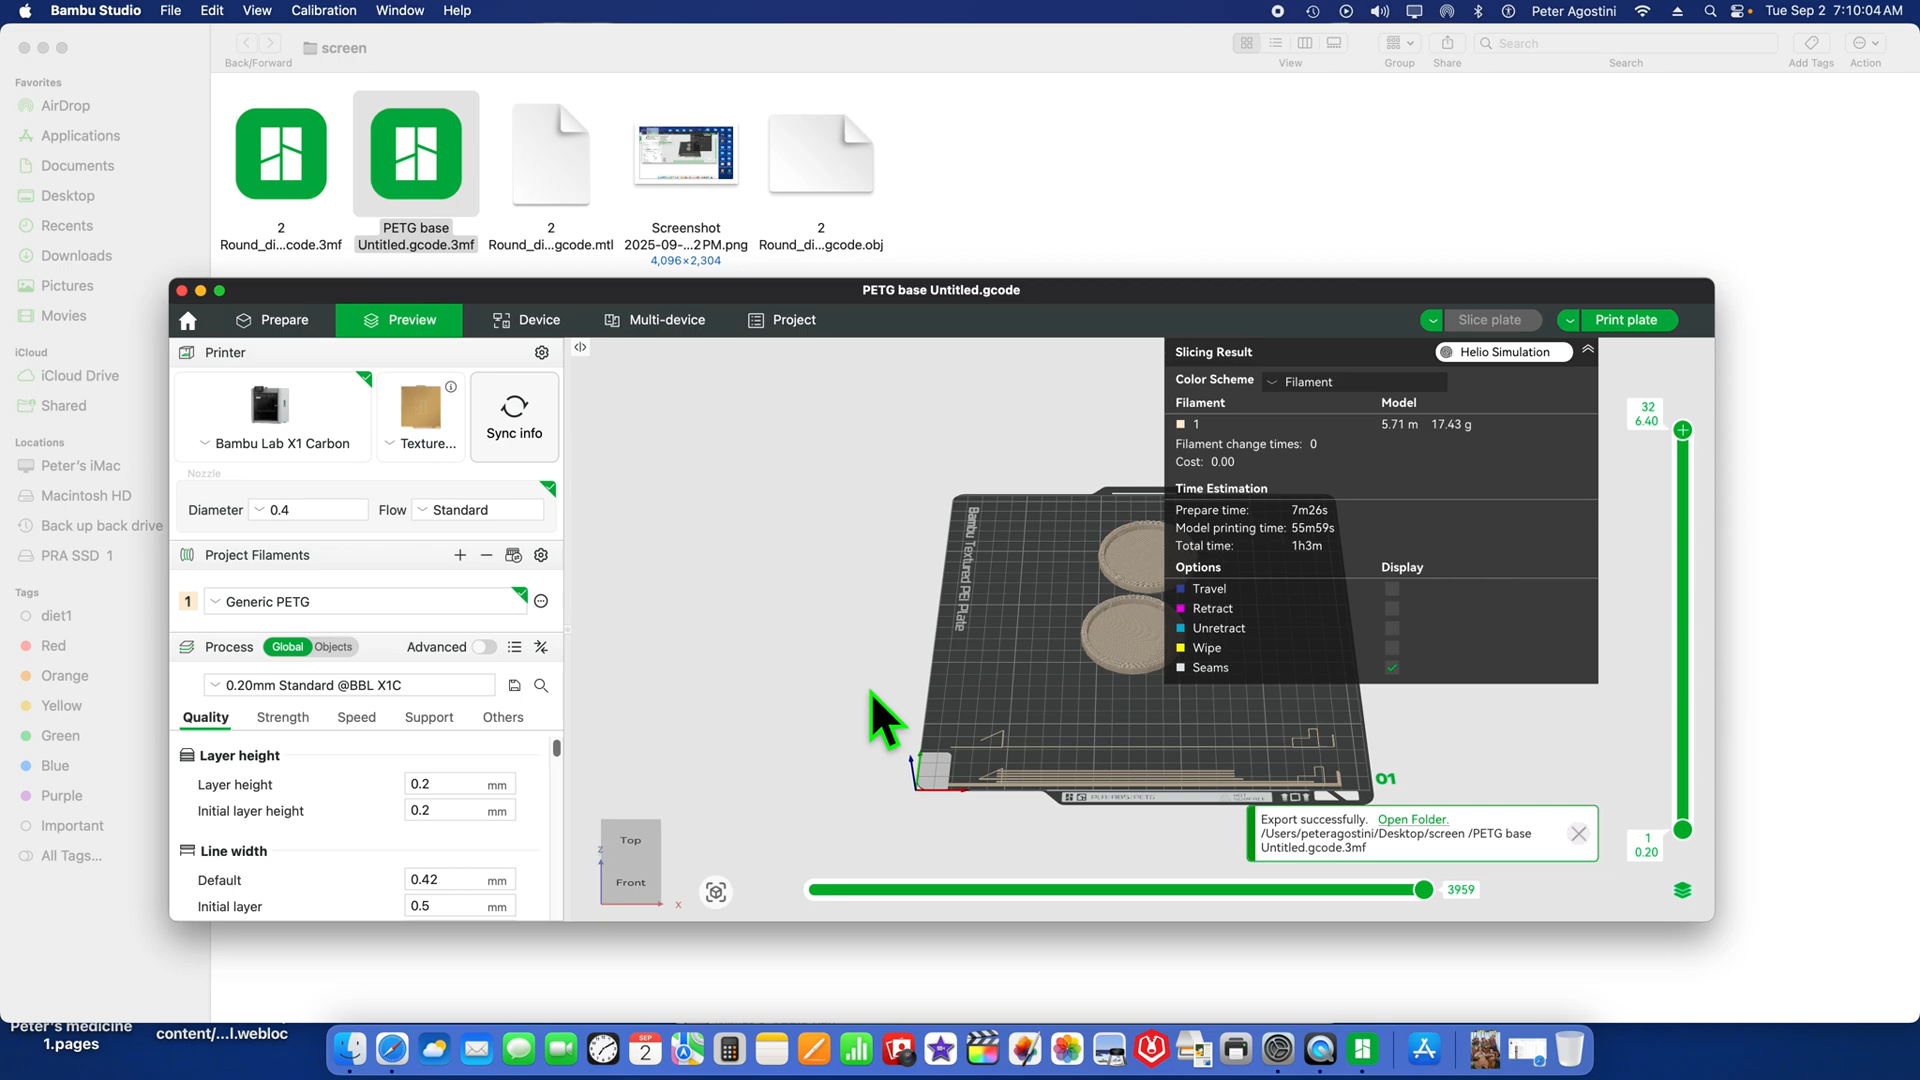 Bambu Studio File Edit View Calibration Window Help
Peter Agostini Tue Sep 2 7:10:04 AM
screen
Back/Forward
Search
View Group Share Search Add Tags Action
Favorites
AirDrop
Applications
Documents
Desktop
Recents
Downloads
Pictures
Movies
iCloud
iCloud Drive
Shared
Locations
Peter's iMac
Macintosh HD
Back up back drive
PRA SSD 1
Tags
diet1
Red
Orange
Yellow
Green
Blue
Purple
Important
All Tags...
2
Round_di...code.3mf
PETG base
Untitled.gcode.3mf
2
Round_di...gcode.mtl
Screenshot
2025-09-...2 PM.png
4,096×2,304
2
Round_di...gcode.obj
PETG base Untitled.gcode
Prepare Preview Device Multi-device Project
Slice plate Print plate
Printer
Bambu Lab X1 Carbon
Texture...
Sync info
Nozzle
Diameter 0.4 Flow Standard
Project Filaments
1 Generic PETG
Process Global Objects Advanced
0.20mm Standard @BBL X1C
Quality Strength Speed Support Others
Layer height
Layer height 0.2 mm
Initial layer height 0.2 mm
Line width
Default 0.42 mm
Initial layer 0.5 mm
Bambu Textured PEI Plate
01
Top
Front
z
x
Slicing Result Helio Simulation
Color Scheme Filament
Filament Model
1 5.71 m 17.43 g
Filament change times: 0
Cost: 0.00
Time Estimation
Prepare time: 7m26s
Model printing time: 55m59s
Total time: 1h3m
Options Display
Travel
Retract
Unretract
Wipe
Seams
32
6.40
1
0.20
Export successfully. Open Folder.
/Users/peteragostini/Desktop/screen /PETG base
Untitled.gcode.3mf
3959
Peter's medicine
1.pages
content/...l.webloc
SEP
2